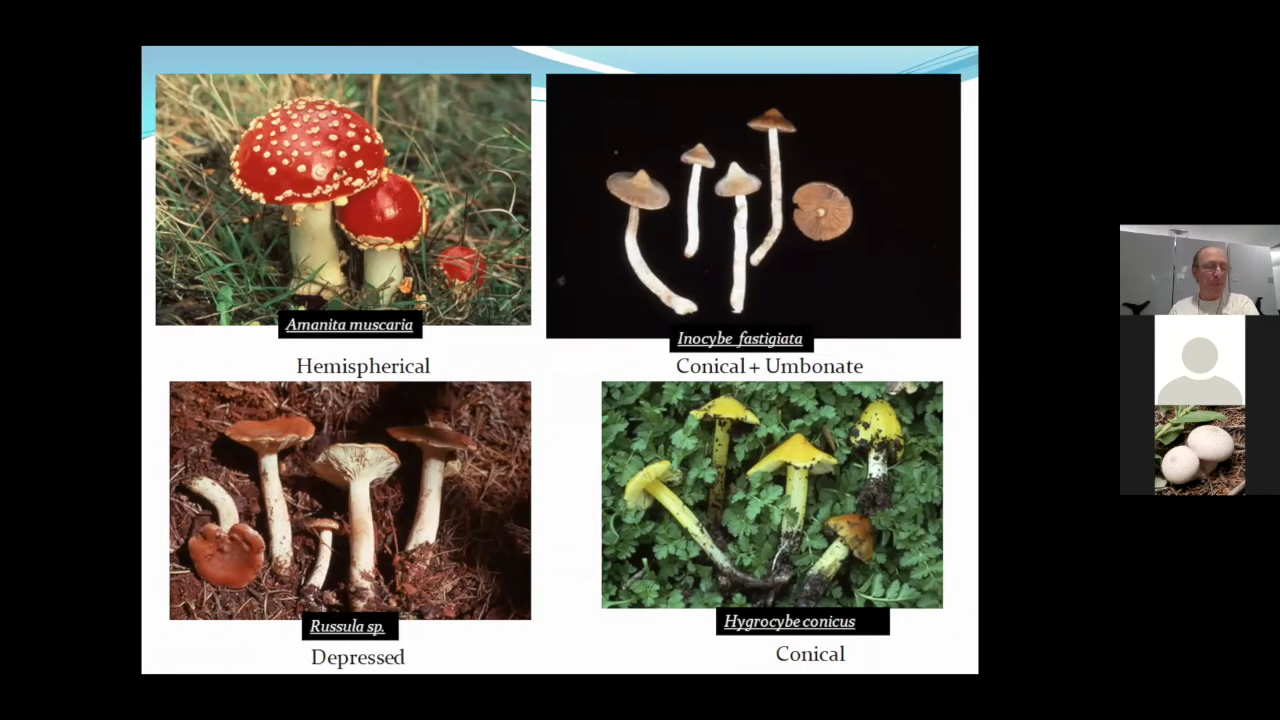 Amanita muscaria
Hemispherical
Inocybe fastigiata
Conical + Umbonate
Russula sp.
Depressed
Hygrocybe conicus
Conical